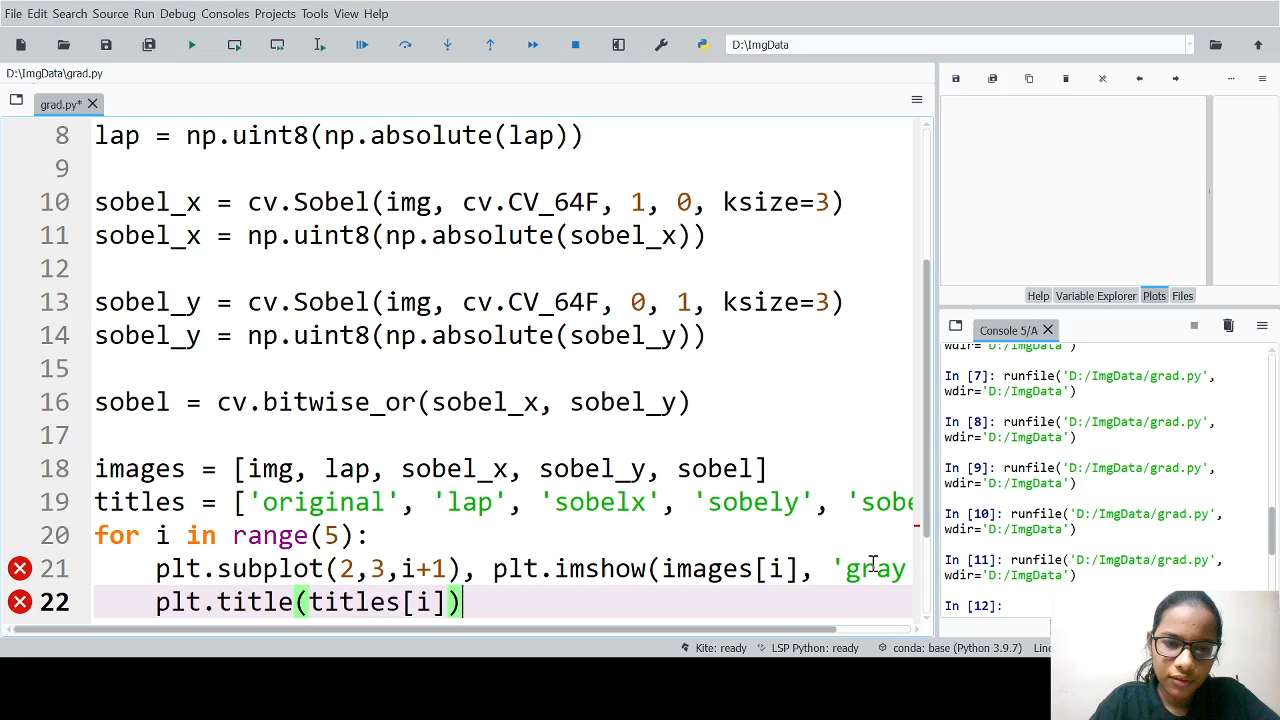 File Edit Search Source Run Debug Consoles Projects Tools View Help
D:\ImgData
D:\ImgData\grad.py
grad.py*
8 lap = np.uint8(np.absolute(lap))
9
10 sobel_x = cv.Sobel(img, cv.CV_64F, 1, 0, ksize=3)
11 sobel_x = np.uint8(np.absolute(sobel_x))
12
13 sobel_y = cv.Sobel(img, cv.CV_64F, 0, 1, ksize=3)
14 sobel_y = np.uint8(np.absolute(sobel_y))
15
16 sobel = cv.bitwise_or(sobel_x, sobel_y)
17
18 images = [img, lap, sobel_x, sobel_y, sobel]
19 titles = ['original', 'lap', 'sobelx', 'sobely', 'sobe
20 for i in range(5):
21 plt.subplot(2,3,i+1), plt.imshow(images[i], 'gray
22 plt.title(titles[i])
Help Variable Explorer Plots Files
Console 5/A
wdir='D:/ImgData')
In [7]: runfile('D:/ImgData/grad.py',
wdir='D:/ImgData')
In [8]: runfile('D:/ImgData/grad.py',
wdir='D:/ImgData')
In [9]: runfile('D:/ImgData/grad.py',
wdir='D:/ImgData')
In [10]: runfile('D:/ImgData/grad.py',
wdir='D:/ImgData')
In [11]: runfile('D:/ImgData/grad.py',
wdir='D:/ImgData')
In [12]:
Kite: ready LSP Python: ready conda: base (Python 3.9.7) Line